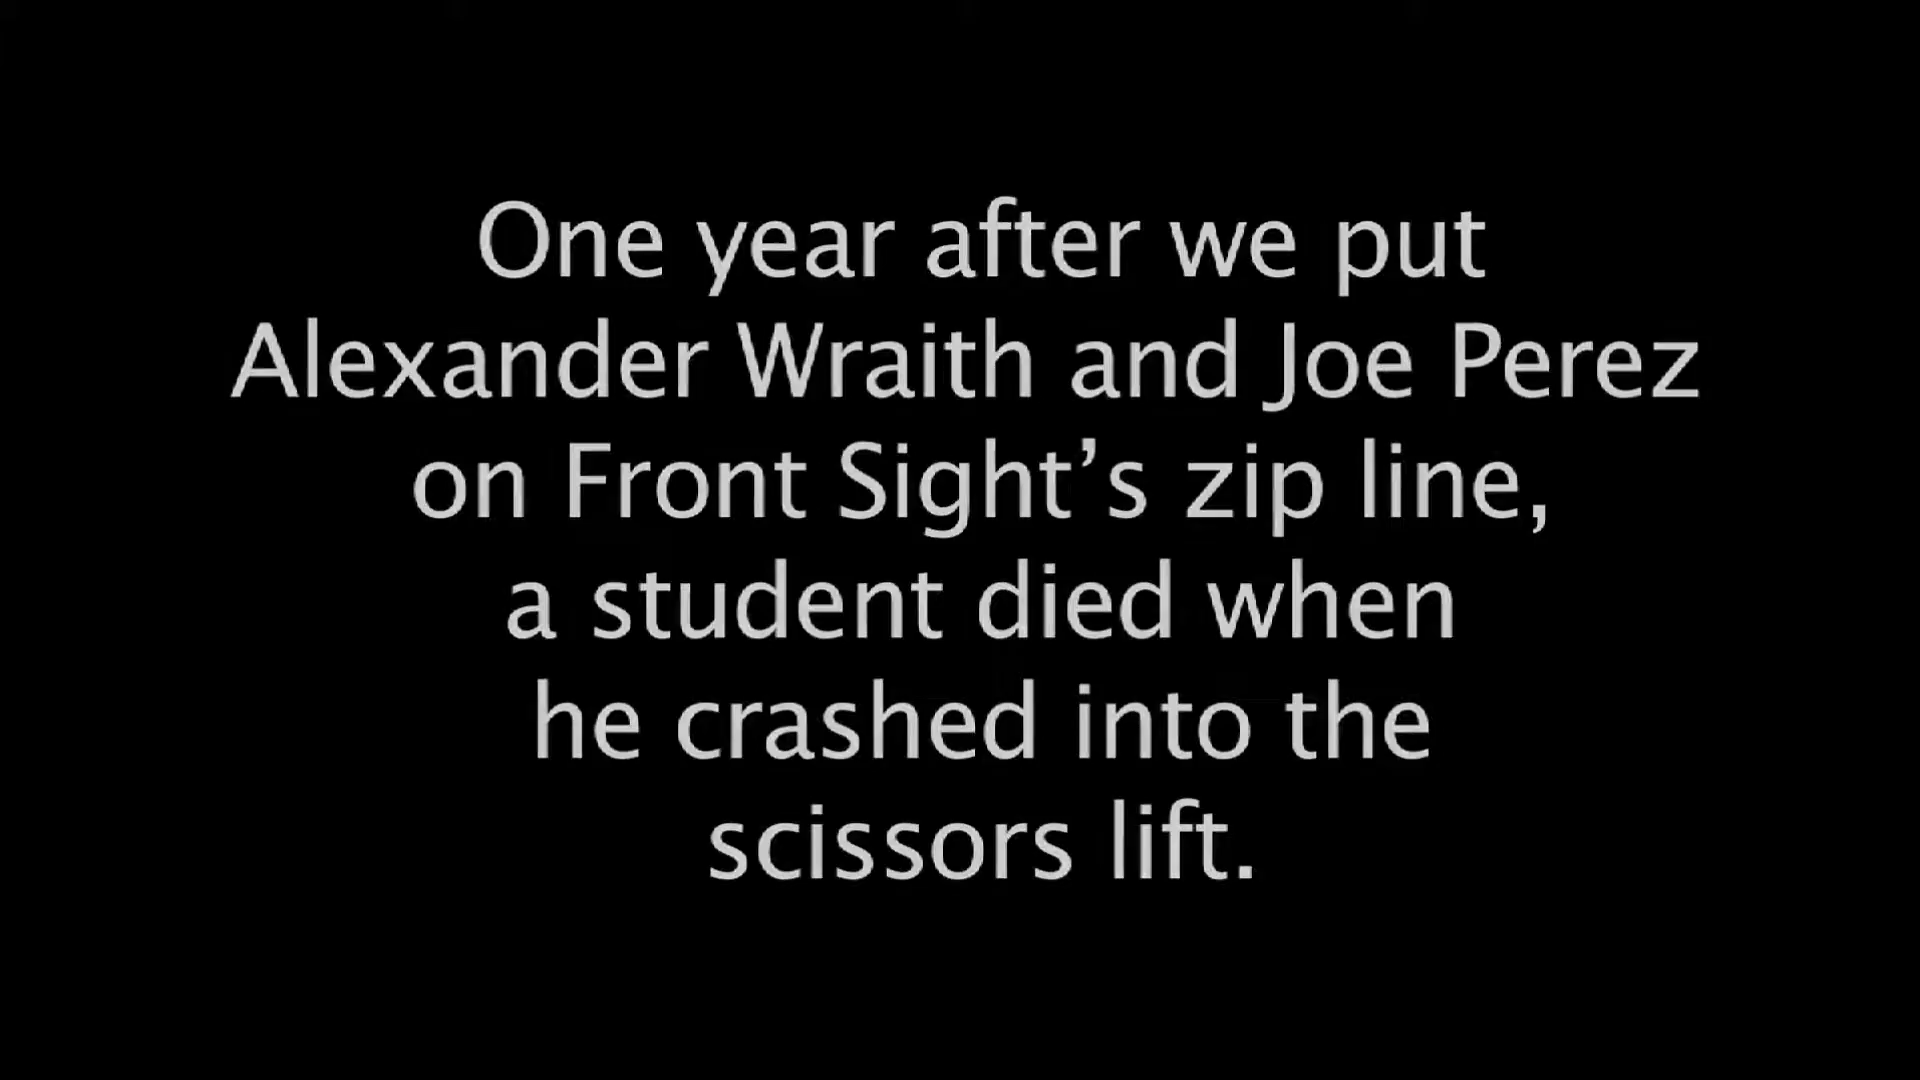 One year after we put
Alexander Wraith and Joe Perez
on Front Sight’s zip line,
a student died when
he crashed into the
scissors lift.